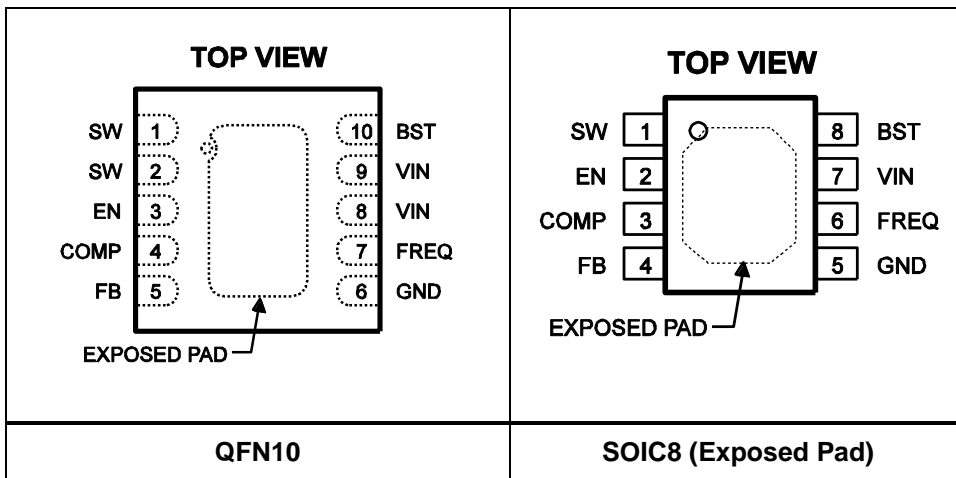 TOP VIEW
SW 1 10 BST
SW 2 9 VIN
EN 3 8 VIN
COMP 4 7 FREQ
FB 5 6 GND
EXPOSED PAD
QFN10
TOP VIEW
SW 1 8 BST
EN 2 7 VIN
COMP 3 6 FREQ
FB 4 5 GND
EXPOSED PAD
SOIC8 (Exposed Pad)